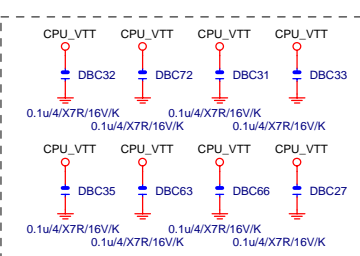 CPU_VTT CPU_VTT CPU_VTT CPU_VTT
DBC32 DBC72 DBC31 DBC33
0.1u/4/X7R/16V/K 0.1u/4/X7R/16V/K
0.1u/4/X7R/16V/K 0.1u/4/X7R/16V/K
CPU_VTT CPU_VTT CPU_VTT CPU_VTT
DBC35 DBC63 DBC66 DBC27
0.1u/4/X7R/16V/K 0.1u/4/X7R/16V/K
0.1u/4/X7R/16V/K 0.1u/4/X7R/16V/K